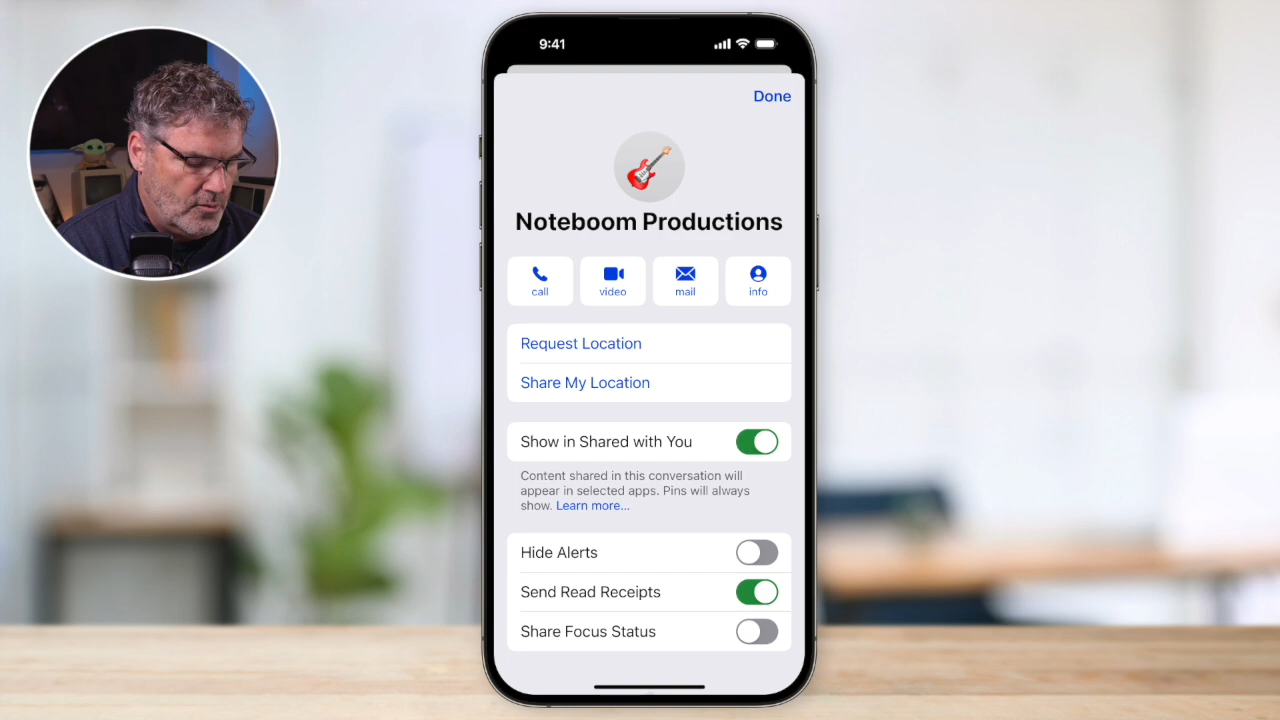 9:41
Done
Noteboom Productions
call
video
mail
info
Request Location
Share My Location
Show in Shared with You
Content shared in this conversation will
appear in selected apps. Pins will always
show. Learn more...
Hide Alerts
Send Read Receipts
Share Focus Status